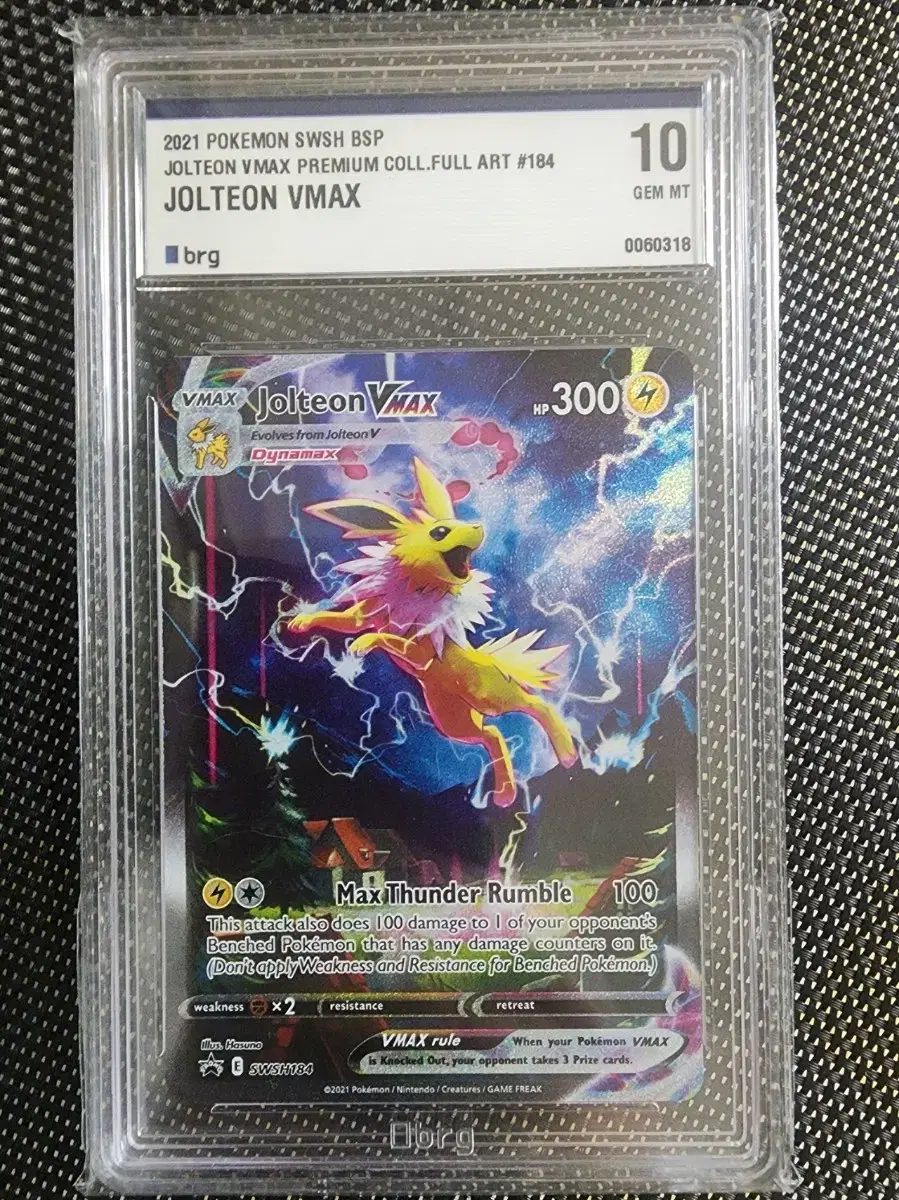 2021 POKEMON SWSH BSP
JOLTEON VMAX PREMIUM COLL.FULL ART #184
JOLTEON VMAX
10
GEM MT
brg
0060318
VMAX
Jolteon VMAX
HP 300
Evolves from Jolteon V
Dynamax
Max Thunder Rumble 100
This attack also does 100 damage to 1 of your opponent's
Benched Pokémon that has any damage counters on it.
(Don't apply Weakness and Resistance for Benched Pokémon.)
weakness ×2 resistance retreat
Illus. Hasuno
E SWSH184
VMAX rule When your Pokémon VMAX
is Knocked Out, your opponent takes 3 Prize cards.
©2021 Pokémon / Nintendo / Creatures / GAME FREAK
brg